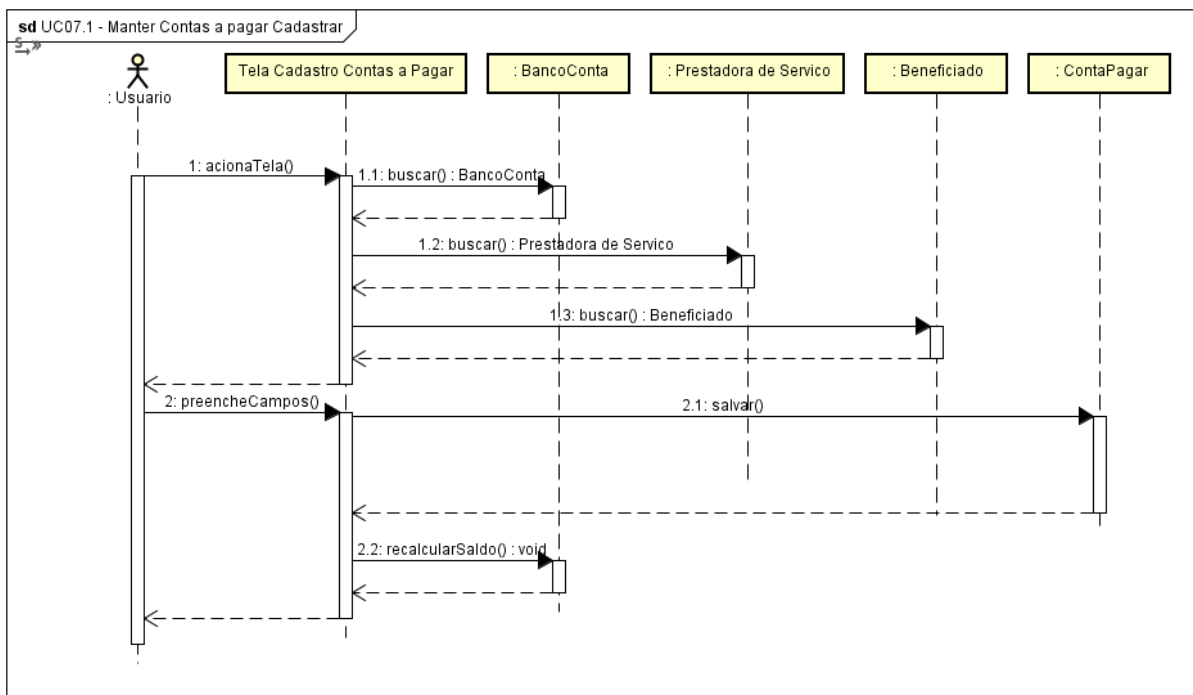 sd UC07.1 - Manter Contas a pagar Cadastrar
: Usuario
Tela Cadastro Contas a Pagar
: BancoConta
: Prestadora de Servico
: Beneficiado
: ContaPagar
1: acionaTela()
1.1: buscar() : BancoConta
1.2: buscar() : Prestadora de Servico
1.3: buscar() : Beneficiado
2: preencheCampos()
2.1: salvar()
2.2: recalcularSaldo() : void